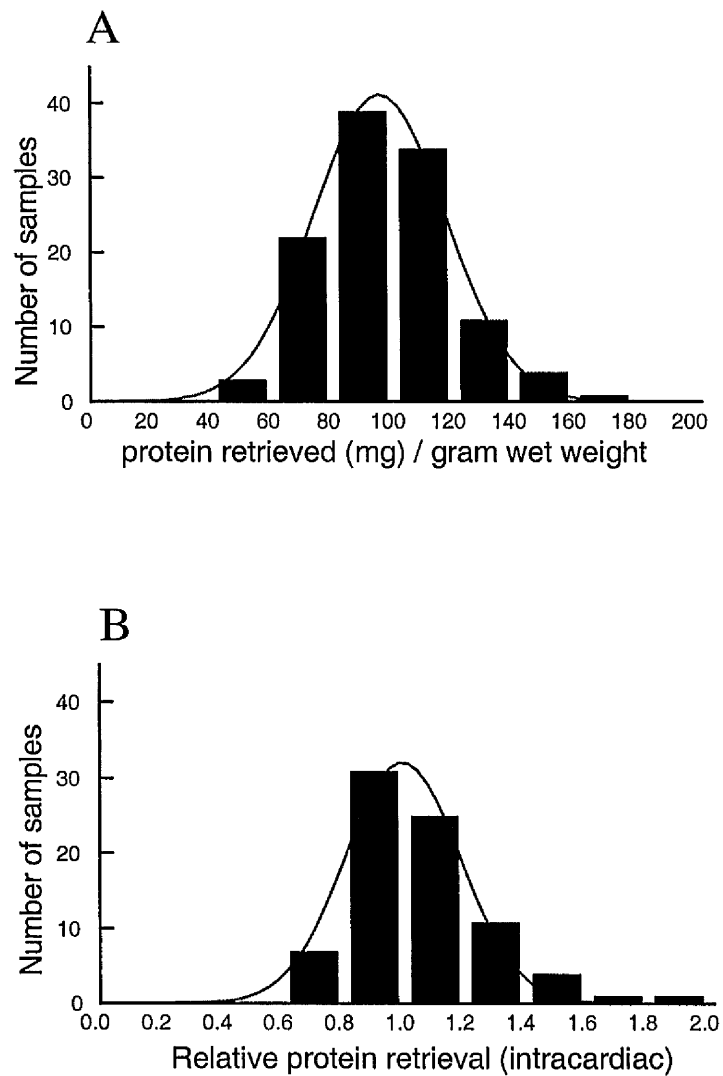 A
Number of samples
40
30
20
10
0
0 20 40 60 80 100 120 140 160 180 200
protein retrieved (mg) / gram wet weight
B
Number of samples
40
30
20
10
0
0.0 0.2 0.4 0.6 0.8 1.0 1.2 1.4 1.6 1.8 2.0
Relative protein retrieval (intracardiac)